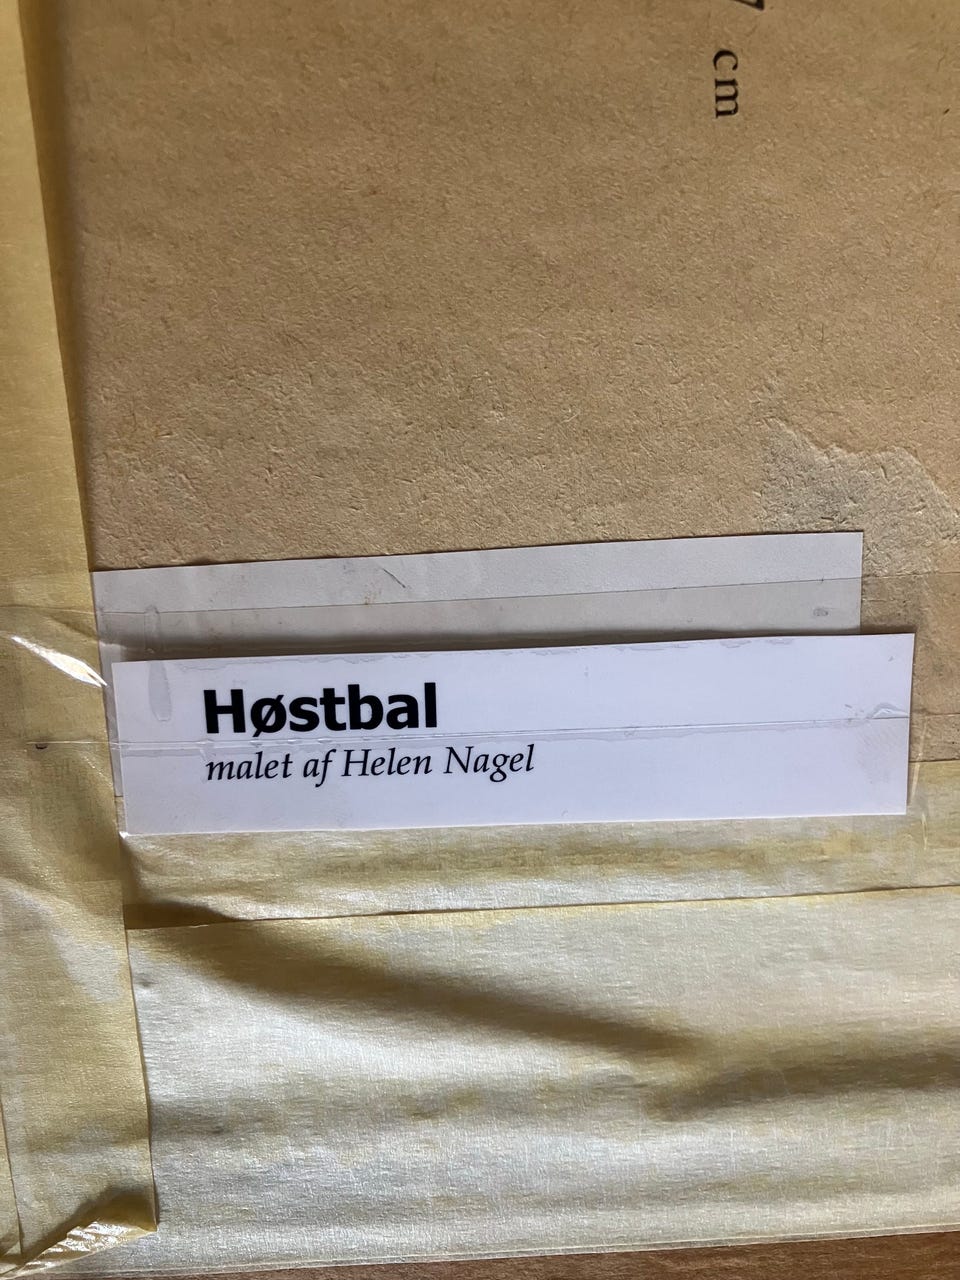 cm
Høstbal
malet af Helen Nagel